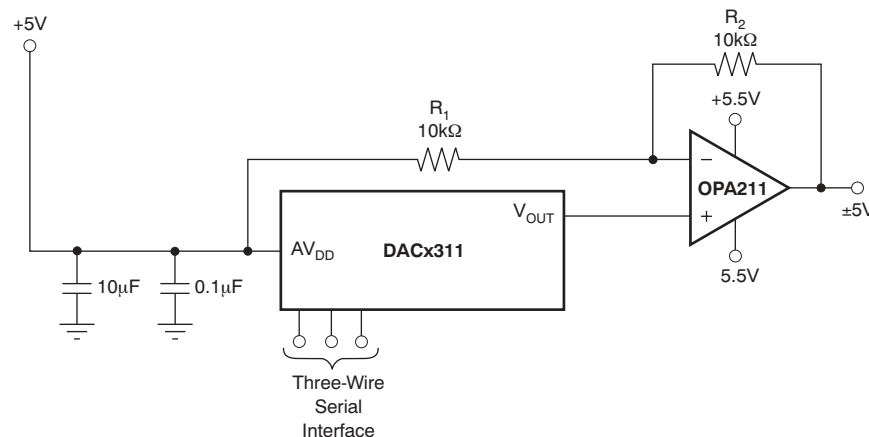 +5V
R2
10kΩ
+5.5V
R1
10kΩ
−
OPA211
+
±5V
VOUT
AVDD
DACx311
5.5V
10μF
0.1μF
Three-Wire
Serial
Interface